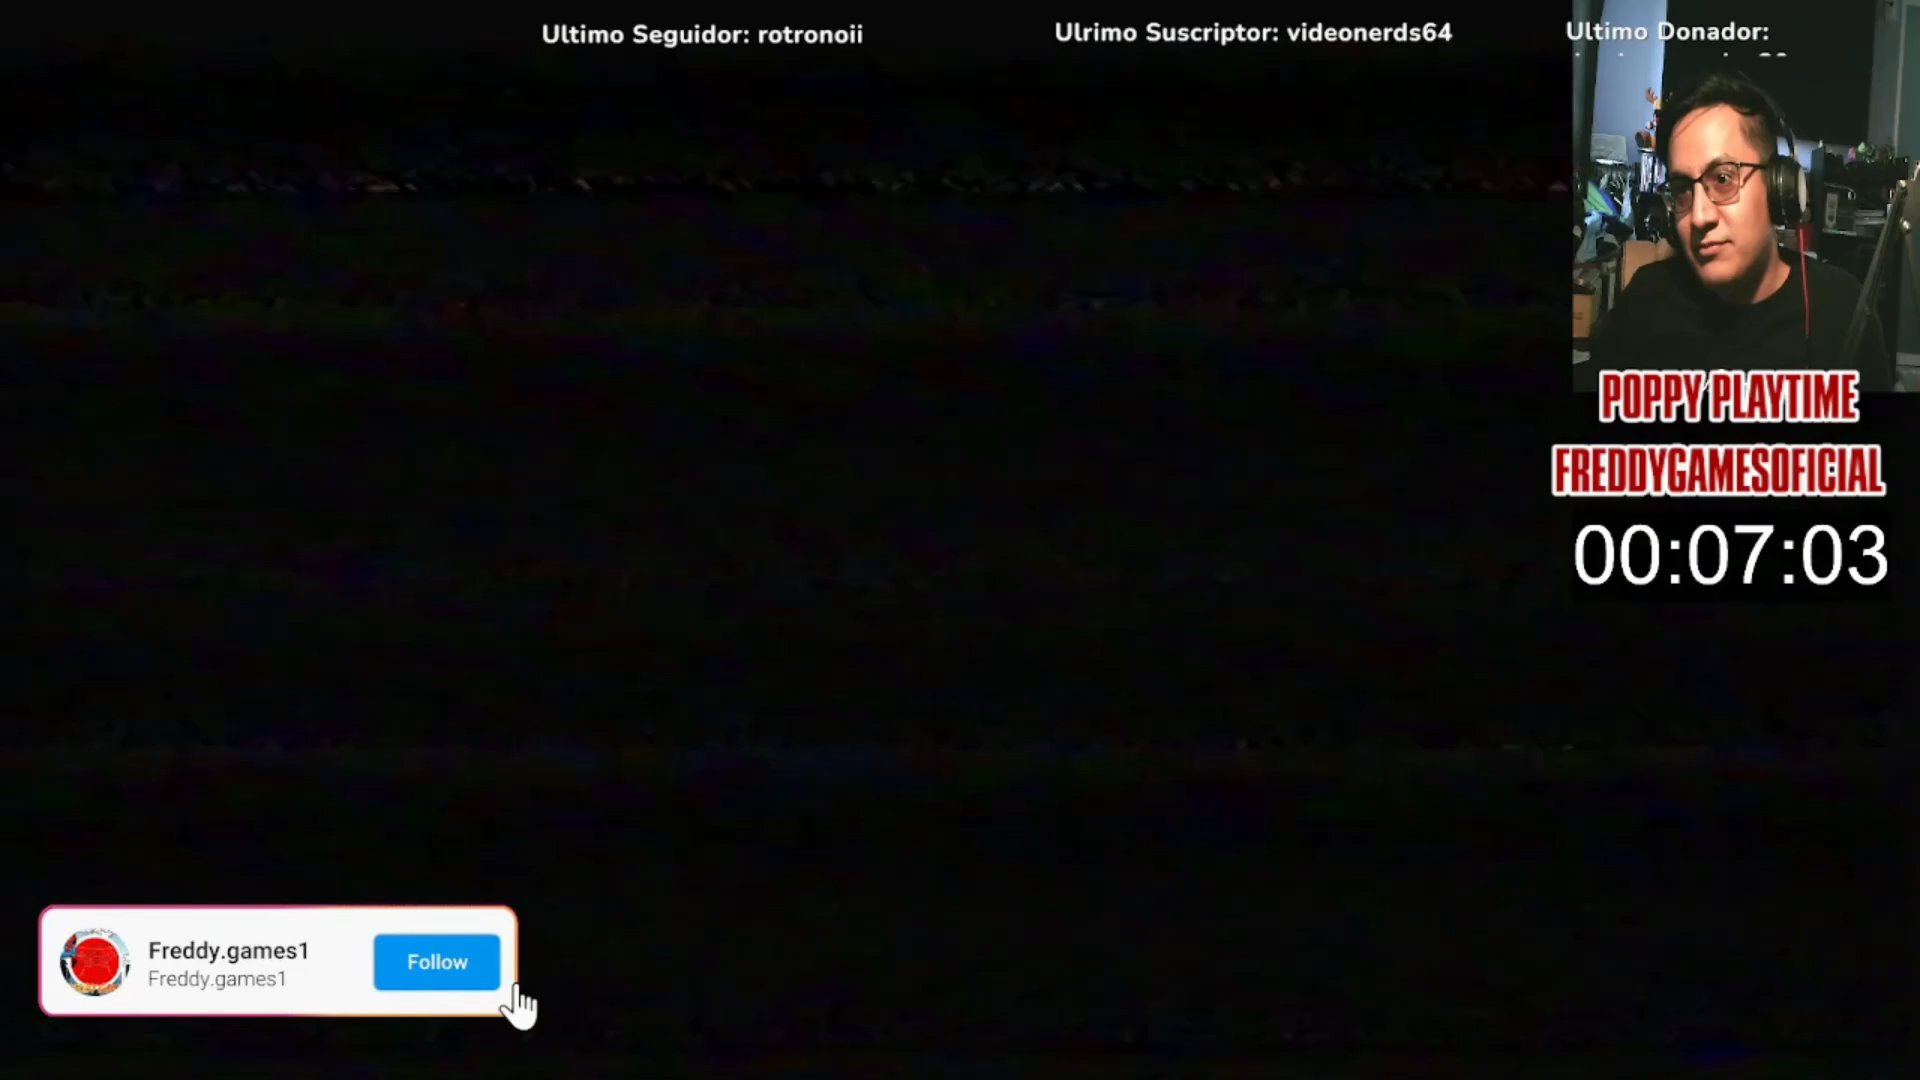 Ultimo Seguidor: rotronoii
Ulrimo Suscriptor: videonerds64
Ultimo Donador:
POPPY PLAYTIME
FREDDYGAMESOFICIAL
00:07:03
Freddy.games1
Freddy.games1
Follow